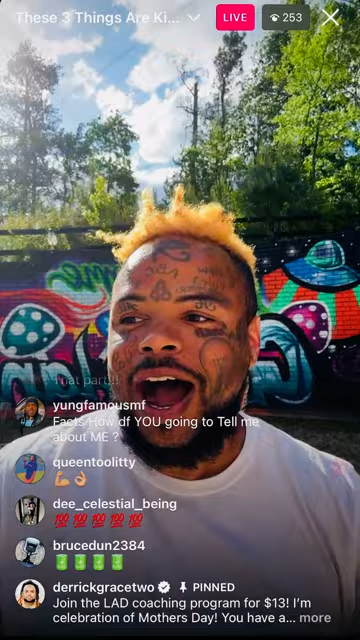 These 3 Things Are Ki...
LIVE
253
That part!!!
yungfamousmf
Facts How df YOU going to Tell me
about ME ?
queentoolitty
dee_celestial_being
💯💯💯💯💯
brucedun2384
derrickgracetwo PINNED
Join the LAD coaching program for $13! I'm
celebration of Mothers Day! You have a... more